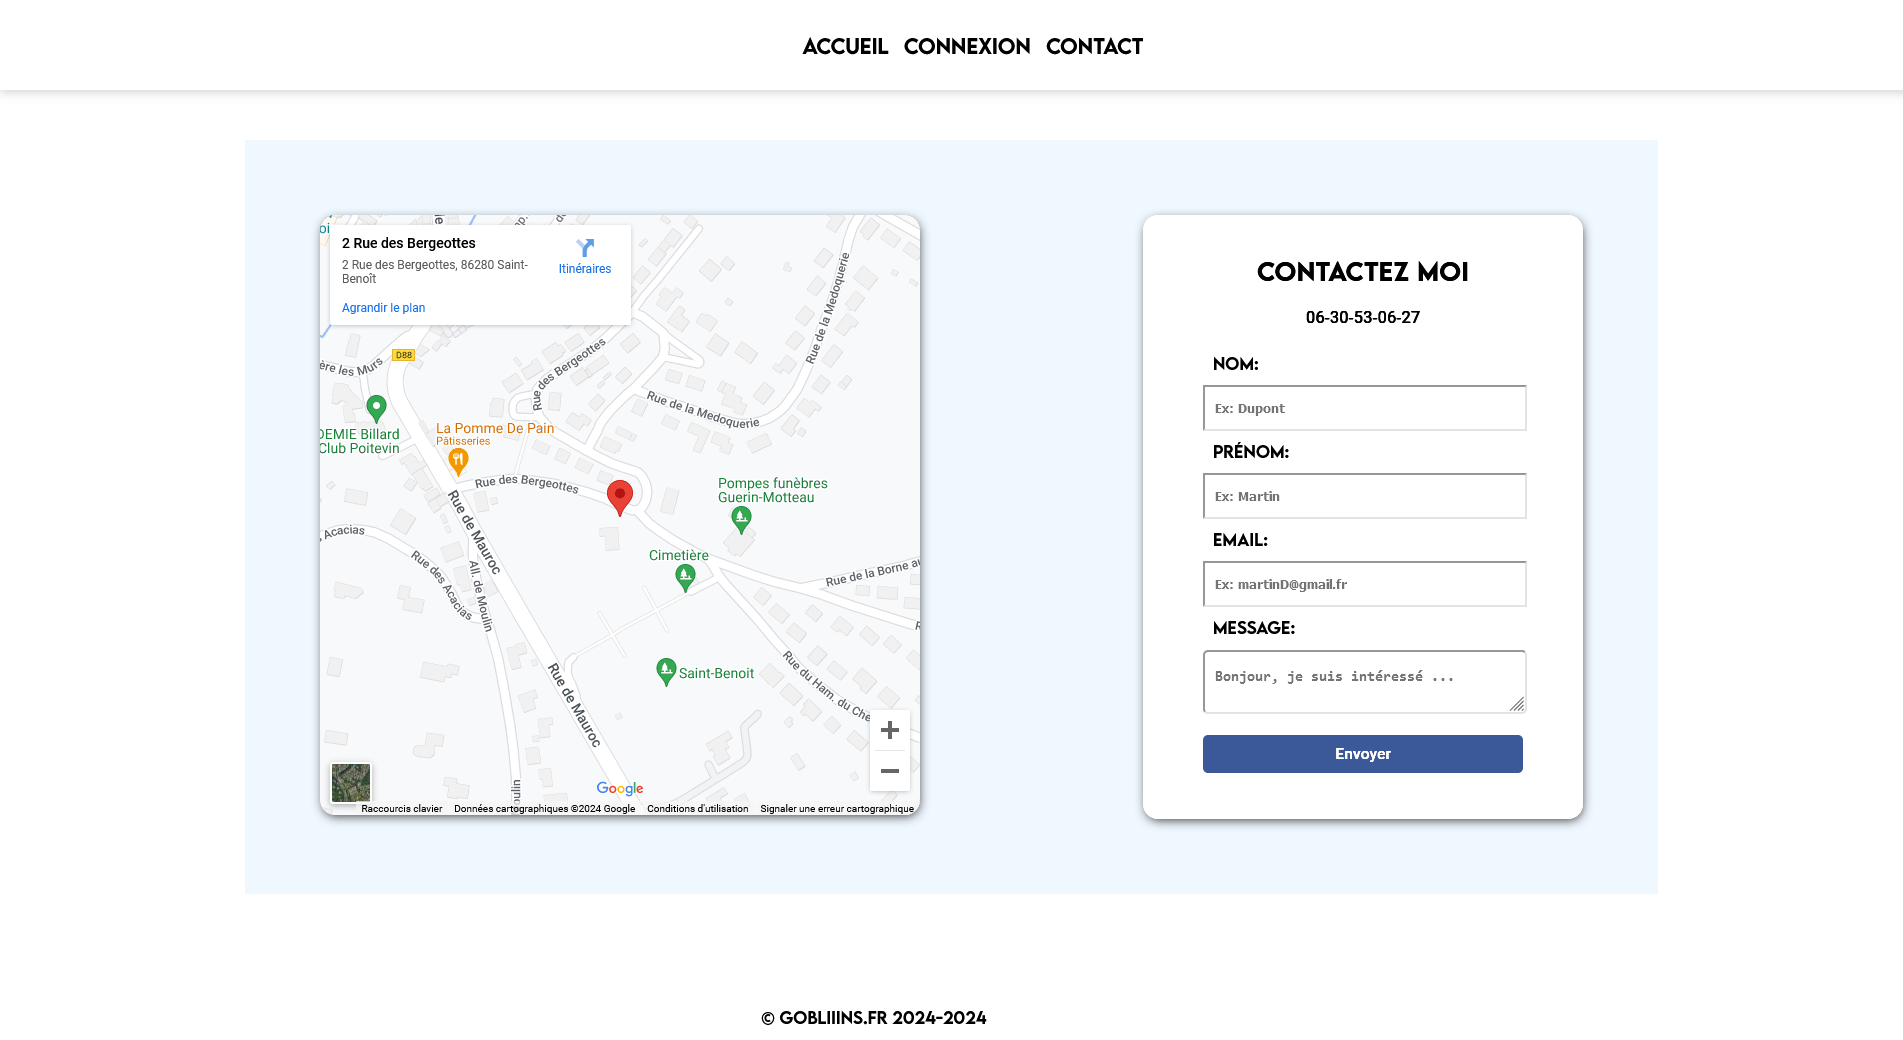 ACCUEIL CONNEXION CONTACT
2 Rue des Bergeottes
2 Rue des Bergeottes, 86280 Saint-
Benoît
Itinéraires
Agrandir le plan
D88
ère les Murs
Rue des Bergeottes
Rue de la Medoquerie
Rue de la Medoquerie
DEMIE Billard
Club Poitevin
La Pomme De Pain
Pâtisseries
Rue des Bergeottes
Pompes funèbres
Guerin-Motteau
Rue de Mauroc
Acacias
Rue des Acacias
All. de Moulin
Cimetière
Rue de la Borne au
Saint-Benoit
Rue du Ham. du Che
Rue de Mauroc
Google
Raccourcis clavier Données cartographiques ©2024 Google Conditions d'utilisation Signaler une erreur cartographique
CONTACTEZ MOI
06-30-53-06-27
NOM:
Ex: Dupont
PRÉNOM:
Ex: Martin
EMAIL:
Ex: martinD@gmail.fr
MESSAGE:
Bonjour, je suis intéressé ...
Envoyer
© GOBLIIINS.FR 2024-2024